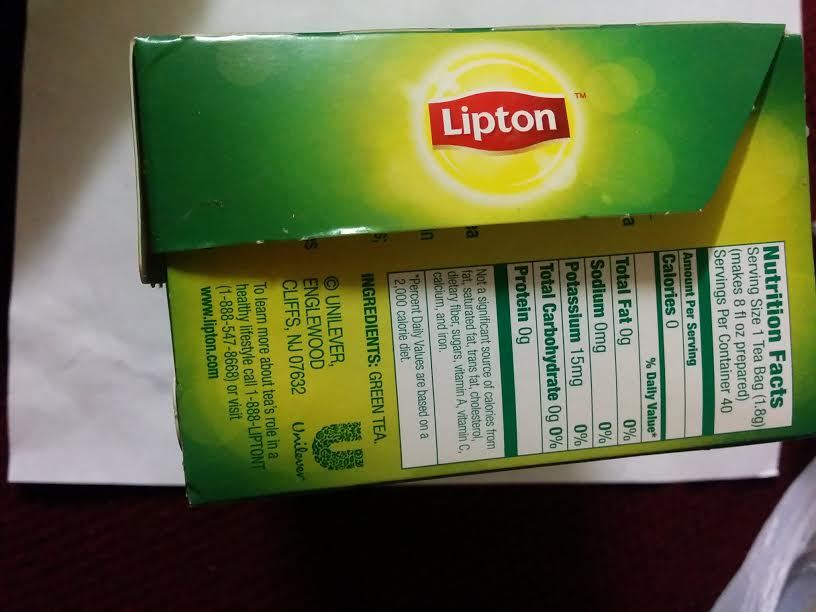 Lipton
TM
Nutrition Facts
Serving Size 1 Tea Bag (1.8g)
(makes 8 fl oz prepared)
Servings Per Container 40
Amount Per Serving
Calories 0
% Daily Value*
Total Fat 0g 0%
Sodium 0mg 0%
Potassium 15mg 0%
Total Carbohydrate 0g 0%
Protein 0g
Not a significant source of calories from
fat, saturated fat, trans fat, cholesterol,
dietary fiber, sugars, vitamin A, vitamin C,
calcium, and iron.
*Percent Daily Values are based on a
2,000 calorie diet.
INGREDIENTS: GREEN TEA.
© UNILEVER,
ENGLEWOOD
CLIFFS, NJ 07632
Unilever
To learn more about tea's role in a
healthy lifestyle call 1-888-LIPTONT
(1-888-547-8668) or visit
www.lipton.com